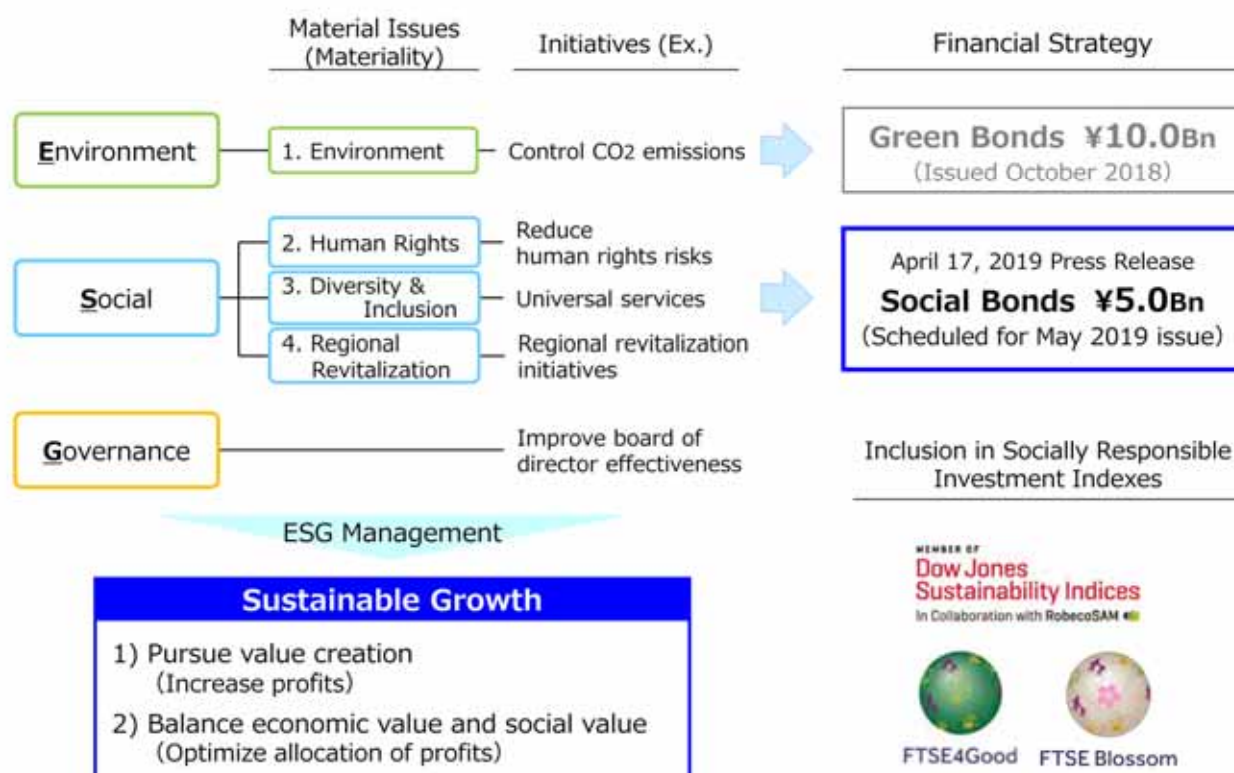 Material Issues
(Materiality)
Initiatives (Ex.)
Financial Strategy
Environment
1. Environment
Control CO2 emissions
Green Bonds ¥10.0Bn
(Issued October 2018)
Social
2. Human Rights
Reduce
human rights risks
3. Diversity &
Inclusion
Universal services
4. Regional
Revitalization
Regional revitalization
initiatives
April 17, 2019 Press Release
Social Bonds ¥5.0Bn
(Scheduled for May 2019 issue)
Governance
Improve board of
director effectiveness
Inclusion in Socially Responsible
Investment Indexes
ESG Management
Sustainable Growth
1) Pursue value creation
(Increase profits)
2) Balance economic value and social value
(Optimize allocation of profits)
MEMBER OF
Dow Jones
Sustainability Indices
In Collaboration with RobecoSAM
FTSE4Good
FTSE Blossom